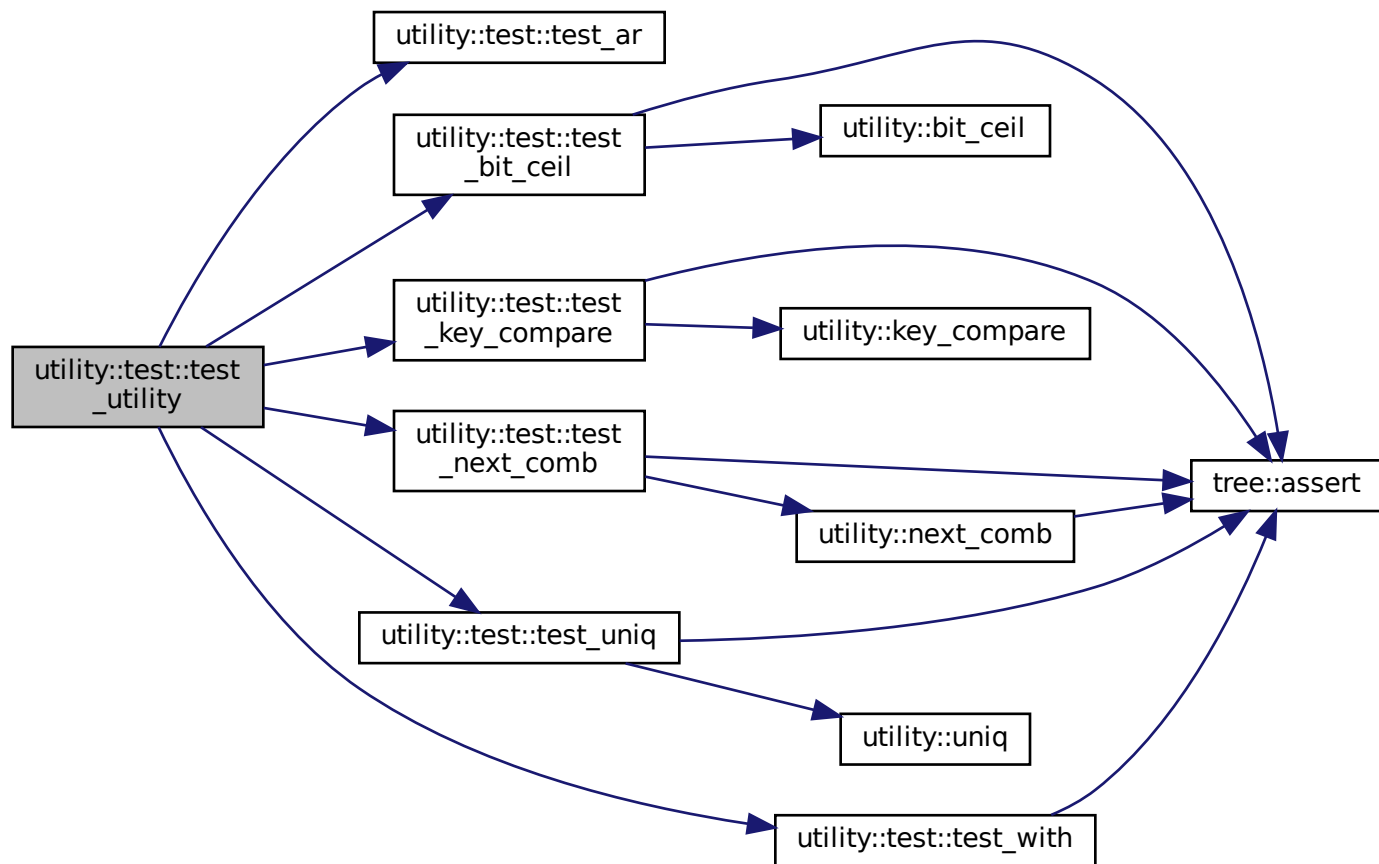 utility::test::test_ar
utility::test::test
_bit_ceil
utility::bit_ceil
utility::test::test
_key_compare
utility::key_compare
utility::test::test
_utility
utility::test::test
_next_comb
tree::assert
utility::next_comb
utility::test::test_uniq
utility::uniq
utility::test::test_with